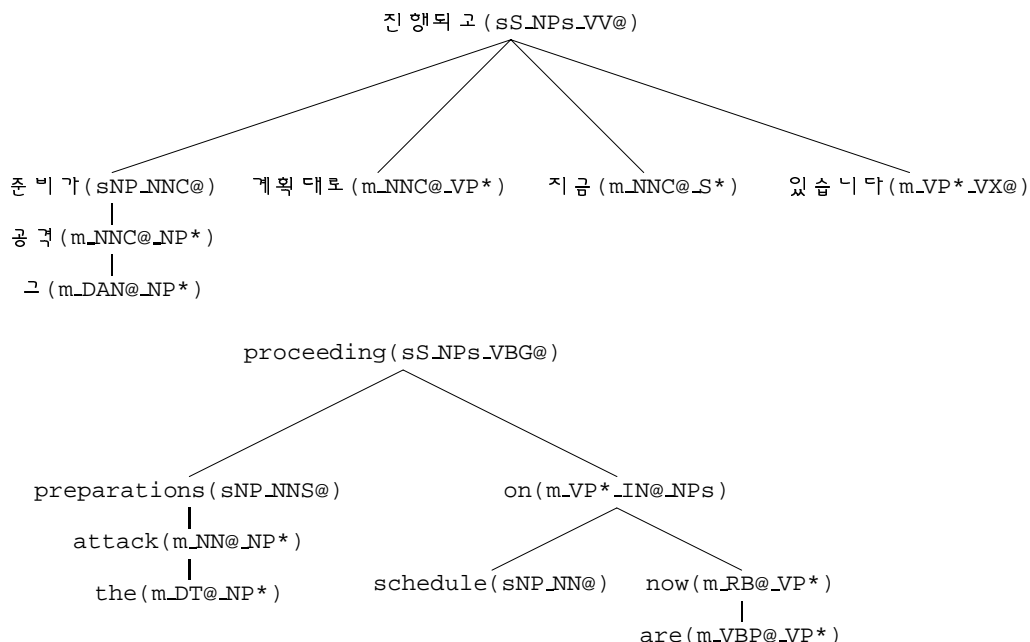 진행되고(sS_NPs_VV@)
준비가(sNP_NNC@) 계획대로(m_NNC@_VP*) 지금(m_NNC@_S*) 있습니다(m_VP*_VX@)
공격(m_NNC@_NP*)
그(m_DAN@_NP*)
proceeding(sS_NPs_VBG@)
preparations(sNP_NNS@) on(m_VP*_IN@_NPs)
attack(m_NN@_NP*)
the(m_DT@_NP*) schedule(sNP_NN@) now(m_RB@_VP*)
are(m_VBP@_VP*)